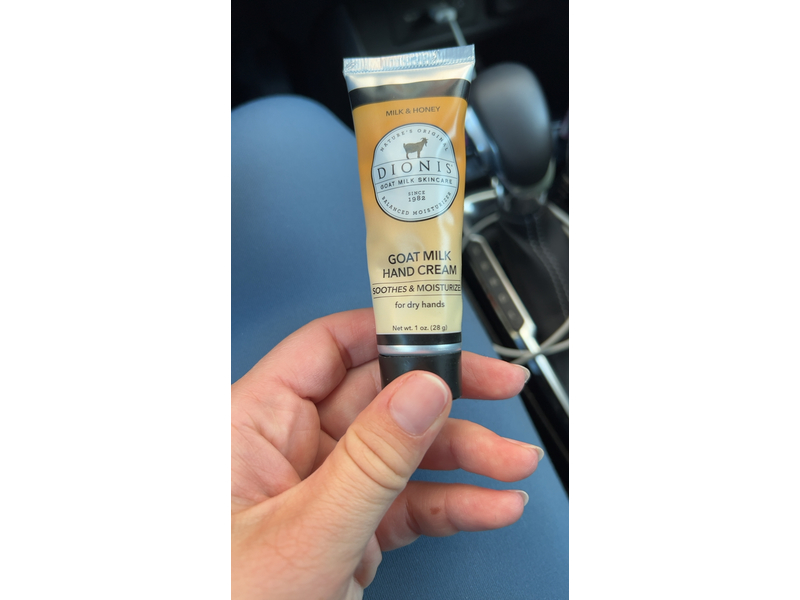 MILK & HONEY
NATURE'S ORIGINAL
DIONIS
GOAT MILK SKINCARE
SINCE
1982
BALANCED MOISTURIZER
GOAT MILK
HAND CREAM
SOOTHES & MOISTURIZES
for dry hands
Net wt. 1 oz. (28 g)